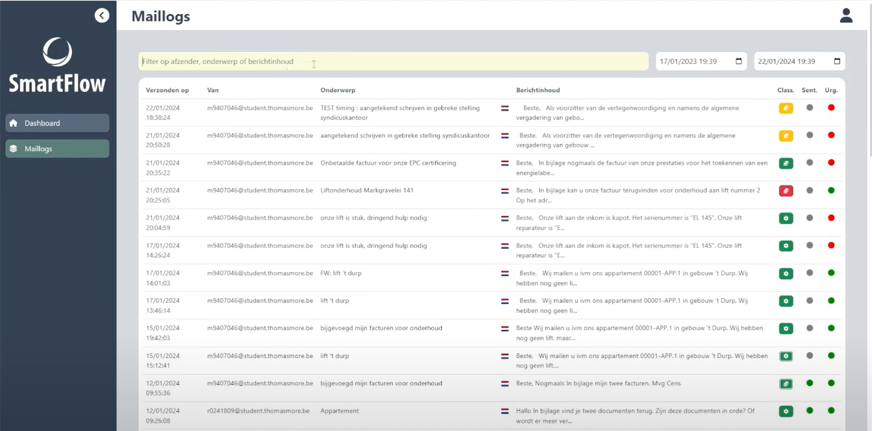 Maillogs
SmartFlow
Dashboard
Maillogs
Filter op afzender, onderwerp of berichtinhoud
17/01/2023 19:39
22/01/2024 19:39
Verzonden op Van Onderwerp Berichtinhoud Class. Sent. Urg.
22/01/2024 m9407046@student.thomasmore.be TEST timing : aangetekend schrijven in gebreke stelling Beste, Als voorzitter van de vertegenwoordiging en namens de algemene
18:38:24 syndicuskantoor vergadering van gebo...
21/01/2024 m9407046@student.thomasmore.be aangetekend schrijven in gebreke stelling syndicuskantoor Beste, Als voorzitter van de vertegenwoordiging en namens de algemene
20:50:28 vergadering van gebouw ...
21/01/2024 m9407046@student.thomasmore.be Onbetaalde factuur voor onze EPC certificering Beste, In bijlage nogmaals de factuur van onze prestaties voor het toekennen van een
20:35:22 energielabe...
21/01/2024 m9407046@student.thomasmore.be Liftonderhoud Markgravelei 141 Beste, In bijlage kan u onze factuur terugvinden voor onderhoud aan lift nummer 2
20:25:05 Op het adr...
21/01/2024 m9407046@student.thomasmore.be onze lift is stuk, dringend hulp nodig Beste, Onze lift aan de inkom is kapot. Het serienummer is "EL 145". Onze lift
20:04:59 reparateur is "E...
17/01/2024 m9407046@student.thomasmore.be onze lift is stuk, dringend hulp nodig Beste, Onze lift aan de inkom is kapot. Het serienummer is "EL 145". Onze lift
14:26:24 reparateur is "E...
17/01/2024 m9407046@student.thomasmore.be FW: lift 't durp Beste, Wij mailen u ivm ons appartement 00001-APP.1 in gebouw 't Durp. Wij
14:01:03 hebben nog geen li...
17/01/2024 m9407046@student.thomasmore.be lift 't durp Beste, Wij mailen u ivm ons appartement 00001-APP.1 in gebouw 't Durp. Wij
13:46:14 hebben nog geen li...
15/01/2024 m9407046@student.thomasmore.be bijgevoegd mijn facturen voor onderhoud Beste Wij mailen u ivm ons appartement 00001-APP.1 in gebouw 't Durp. Wij hebben
19:42:03 nog geen lift. maar...
15/01/2024 m9407046@student.thomasmore.be lift 't durp Beste, Wij mailen u ivm ons appartement 00001-APP.1 in gebouw 't Durp. Wij hebben
15:12:41 nog geen lift....
12/01/2024 m9407046@student.thomasmore.be bijgevoegd mijn facturen voor onderhoud Beste, Nogmaals In bijlage mijn twee facturen. Mvg Cens
09:55:36
12/01/2024 r0241809@student.thomasmore.be Appartement Hallo In bijlage sind je twee documenten terug. Zijn deze documenten in orde? Of
09:26:08 wordt er meer ver...